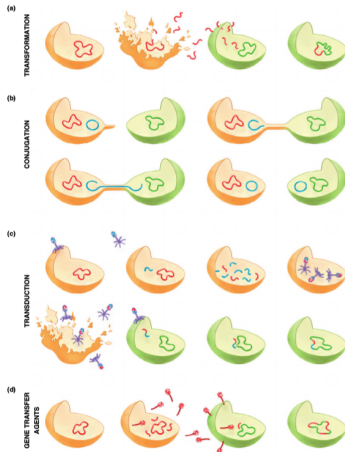 (a)
TRANSFORMATION
(b)
CONJUGATION
(c)
TRANSDUCTION
(d)
GENE TRANSFER
AGENTS